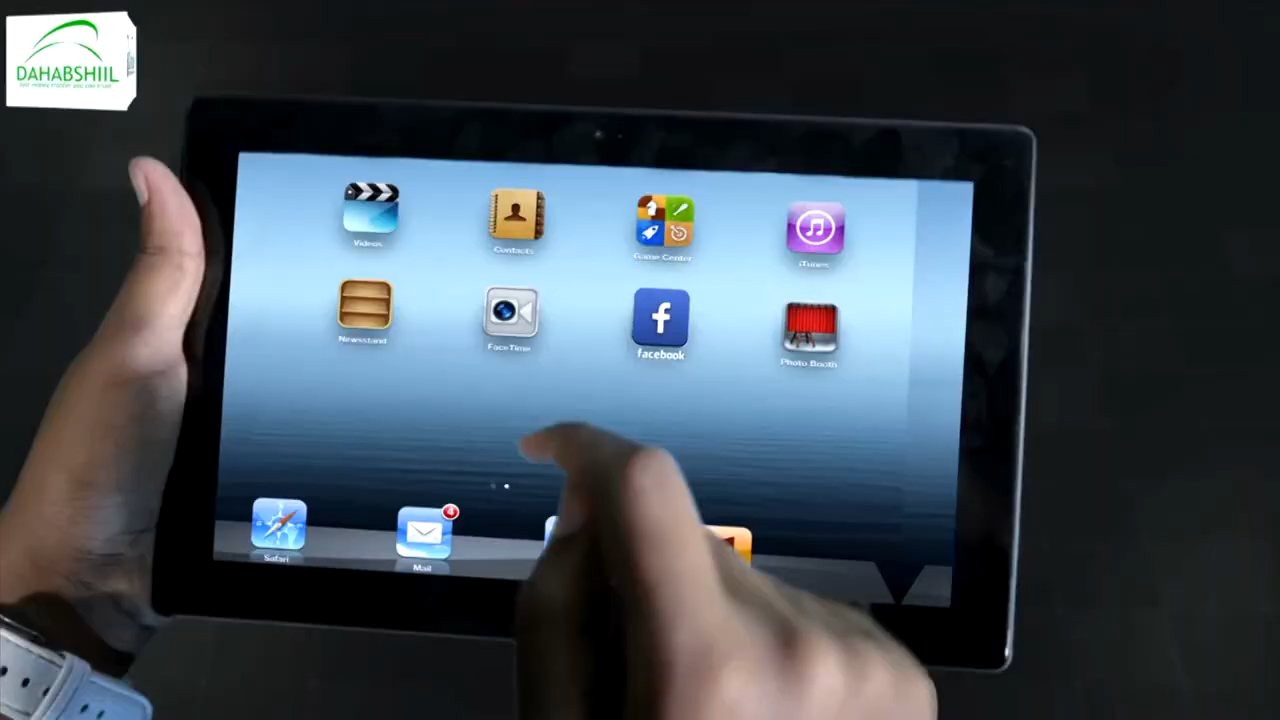 DAHABSHIIL
Videos
Contacts
Game Center
iTunes
Newsstand
FaceTime
facebook
Photo Booth
4
Safari
Mail